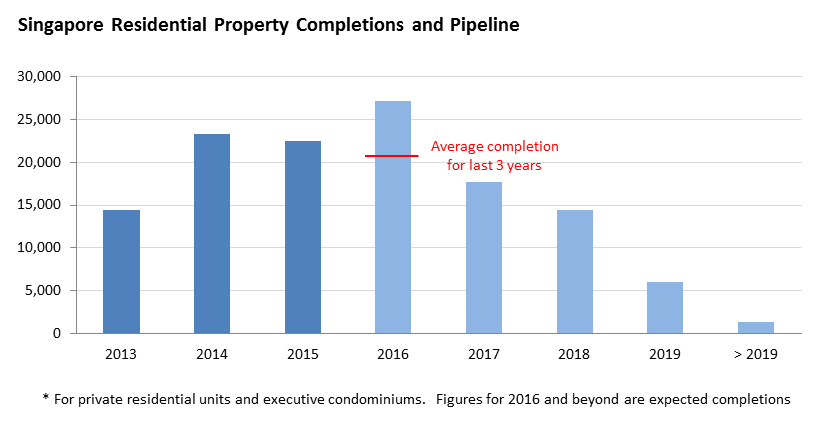 Singapore Residential Property Completions and Pipeline
30,000
25,000
20,000
15,000
10,000
5,000
0
Average completion
for last 3 years
2013 2014 2015 2016 2017 2018 2019 > 2019
* For private residential units and executive condominiums. Figures for 2016 and beyond are expected completions